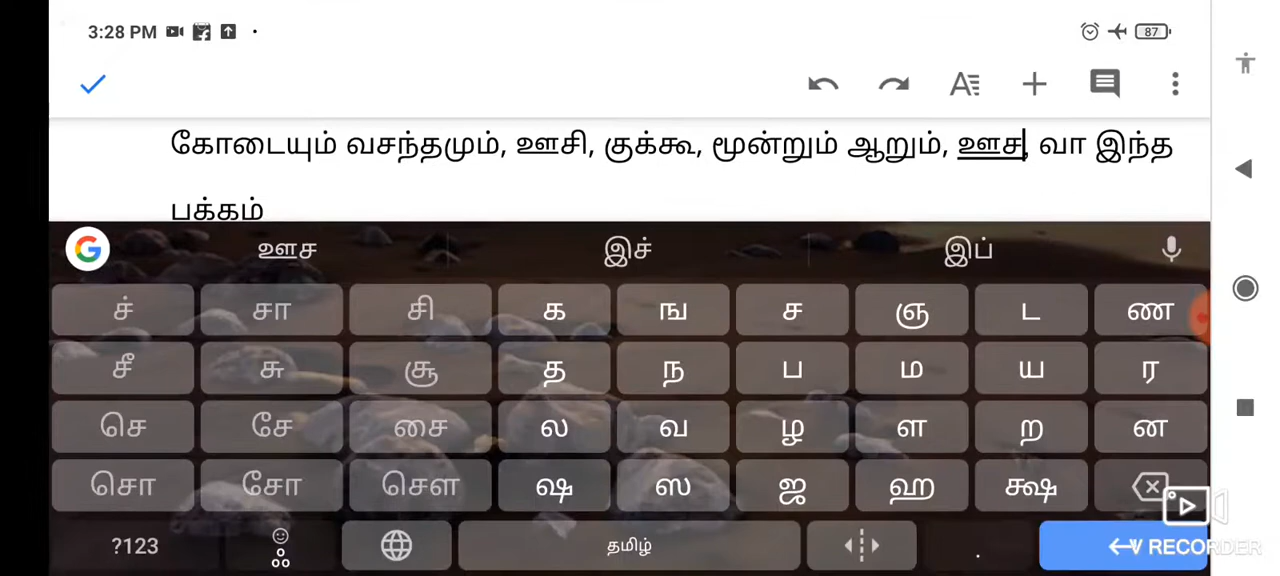 3:28 PM 87
கோடையும் வசந்தமும், ஊசி, குக்கூ, மூன்றும் ஆறும், ஊச, வா இந்த
பக்கம்
G ஊச இச் இப்
ச் சா சி க ங ச ஞ ட ண
சீ சு சூ த ந ப ம ய ர
செ சே சை ல வ ழ ள ற ன
சொ சோ சௌ ஷ ஸ ஜ ஹ க்ஷ
?123 தமிழ் . V RECORDER